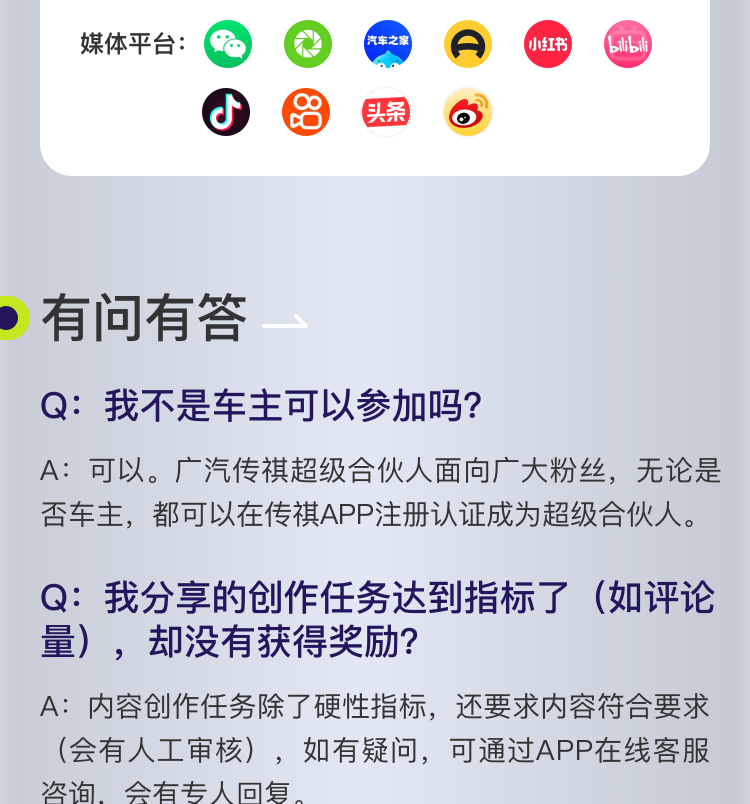 媒体平台：
汽车之家
小红书
bilibili
头条
有问有答
Q：我不是车主可以参加吗？
A：可以。广汽传祺超级合伙人面向广大粉丝，无论是
否车主，都可以在传祺APP注册认证成为超级合伙人。
Q：我分享的创作任务达到指标了（如评论
量），却没有获得奖励？
A：内容创作任务除了硬性指标，还要求内容符合要求
（会有人工审核），如有疑问，可通过APP在线客服
咨询，会有专人回复。